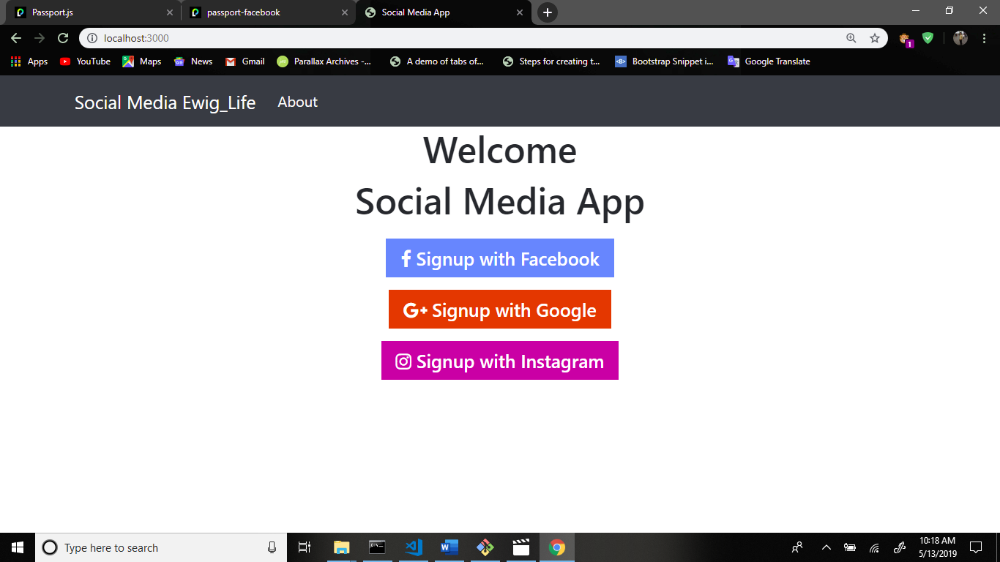 Passport.js
passport-facebook
Social Media App
localhost:3000
1
Apps
YouTube
Maps
News
Gmail
Parallax Archives -...
A demo of tabs of...
Steps for creating t...
Bootstrap Snippet i...
Google Translate
Social Media Ewig_Life
About
Welcome
Social Media App
Signup with Facebook
G+ Signup with Google
Signup with Instagram
Type here to search
10:18 AM
5/13/2019